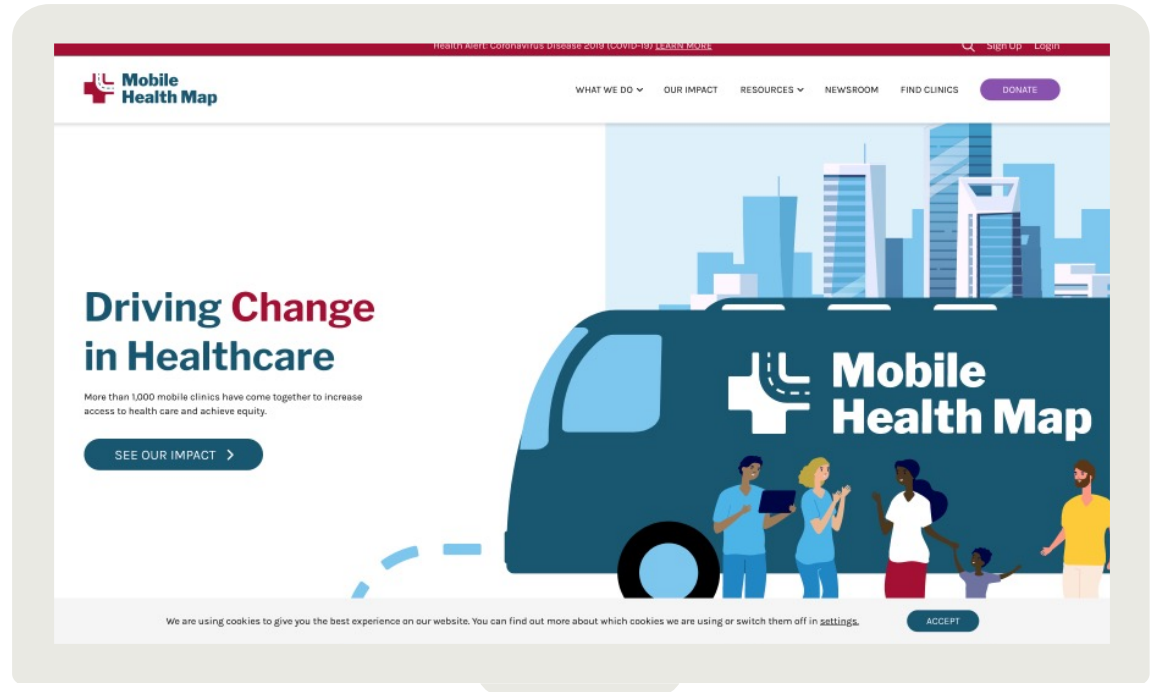 Health Alert: Coronavirus Disease 2019 (COVID-19) LEARN MORE
Sign Up Login
Mobile
Health Map
WHAT WE DO OUR IMPACT RESOURCES NEWSROOM FIND CLINICS DONATE
Driving Change
in Healthcare
More than 1,000 mobile clinics have come together to increase
access to health care and achieve equity.
SEE OUR IMPACT
Mobile
Health Map
We are using cookies to give you the best experience on our website. You can find out more about which cookies we are using or switch them off in settings.
ACCEPT